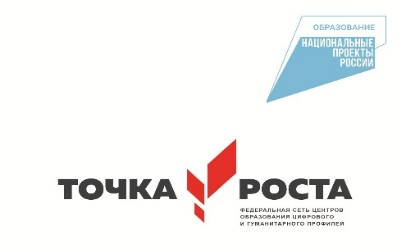 ОБРАЗОВАНИЕ
НАЦИОНАЛЬНЫЕ
ПРОЕКТЫ
РОССИИ
ТОЧКА РОСТА
ФЕДЕРАЛЬНАЯ СЕТЬ ЦЕНТРОВ
ОБРАЗОВАНИЯ ЦИФРОВОГО
И ГУМАНИТАРНОГО ПРОФИЛЕЙ